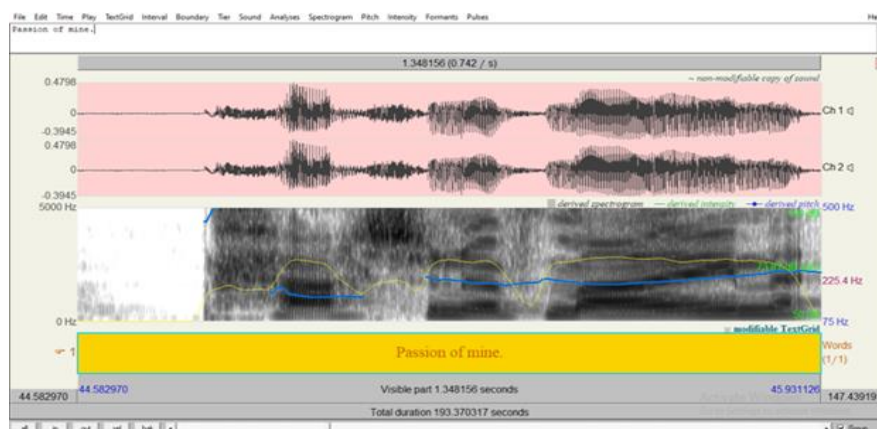 File Edit Time Play TextGrid Interval Boundary Tier Sound Analyses Spectrogram Pitch Intensity Formants Pulses He
Passion of mine.
1.348156 (0.742 / s)
~ non-modifiable copy of sound
0.4798
0
-0.3945
Ch 1
0.4798
0
-0.3945
Ch 2
derived spectrogram derived intensity derived pitch
5000 Hz
500 Hz
225.4 Hz
0 Hz
75 Hz
modifiable TextGrid
1
Passion of mine.
Words
(1/1)
44.582970
44.582970 Visible part 1.348156 seconds 45.931126
147.43919
Total duration 193.370317 seconds